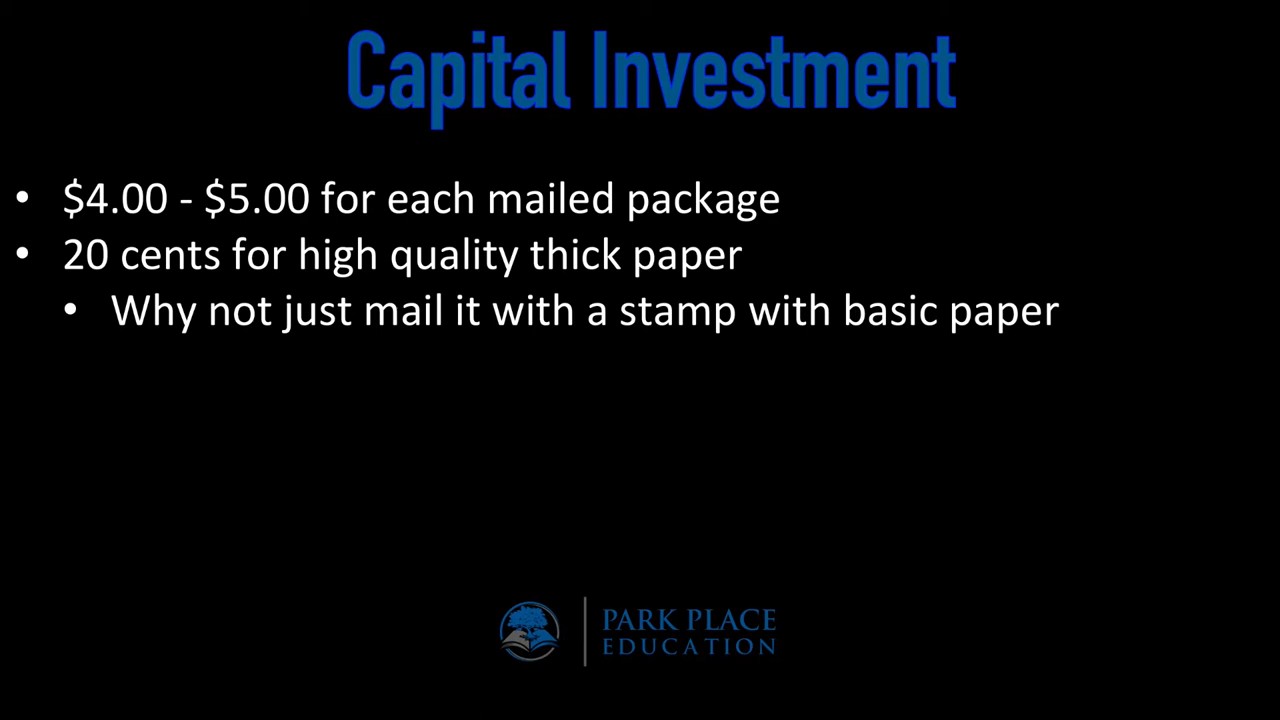 Capital Investment
• $4.00 - $5.00 for each mailed package
• 20 cents for high quality thick paper
• Why not just mail it with a stamp with basic paper
PARK PLACE
EDUCATION